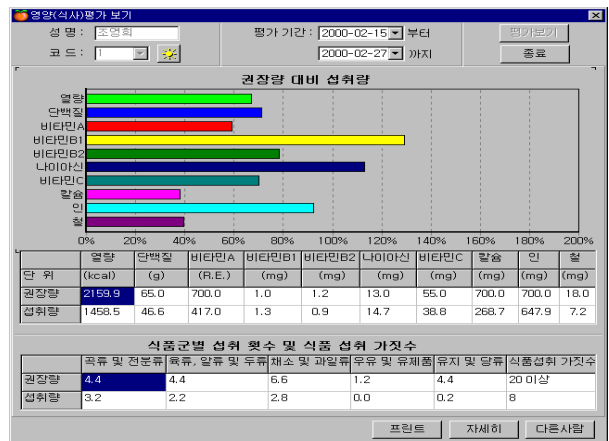 영양(식사)평가 보기
성 명 : 조영희 평가 기간 : 2000-02-15 부터 평가보기
코 드 : 1 2000-02-27 까지 종료
권장량 대비 섭취량
열량
단백질
비타민A
비타민B1
비타민B2
나이아신
비타민C
칼슘
인
철
0% 20% 40% 60% 80% 100% 120% 140% 160% 180% 200%
열량 단백질 비타민A 비타민B1 비타민B2 나이아신 비타민C 칼슘 인 철
단 위 (kcal) (g) (R.E.) (mg) (mg) (mg) (mg) (mg) (mg) (mg)
권장량 2159.9 65.0 700.0 1.0 1.2 13.0 55.0 700.0 700.0 18.0
섭취량 1458.5 46.6 417.0 1.3 0.9 14.7 38.8 268.7 647.9 7.2
식품군별 섭취 횟수 및 식품 섭취 가짓수
곡류 및 전분류 육류, 알류 및 두류 채소 및 과일류 우유 및 유제품 유지 및 당류 식품섭취 가짓수
권장량 4.4 4.4 6.6 1.2 4.4 20 이상
섭취량 3.2 2.2 2.8 0.0 0.2 8
프린트 자세히 다른사람